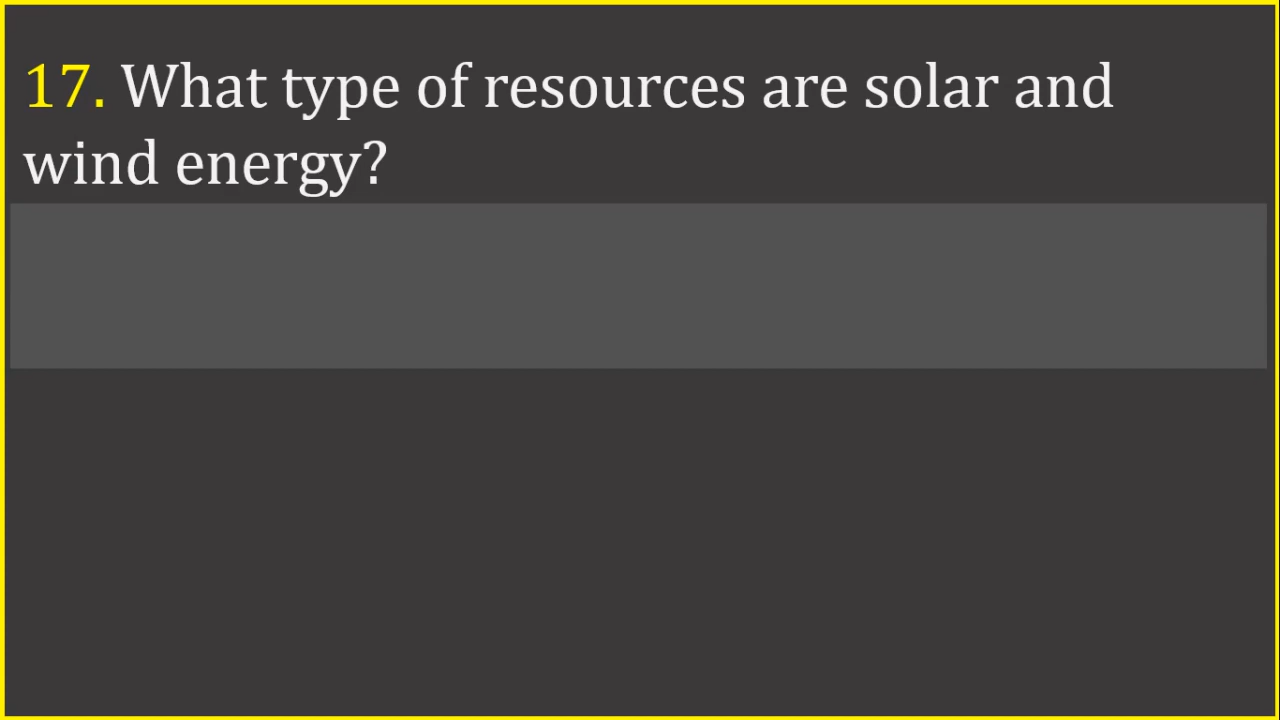 17. What type of resources are solar and
wind energy?